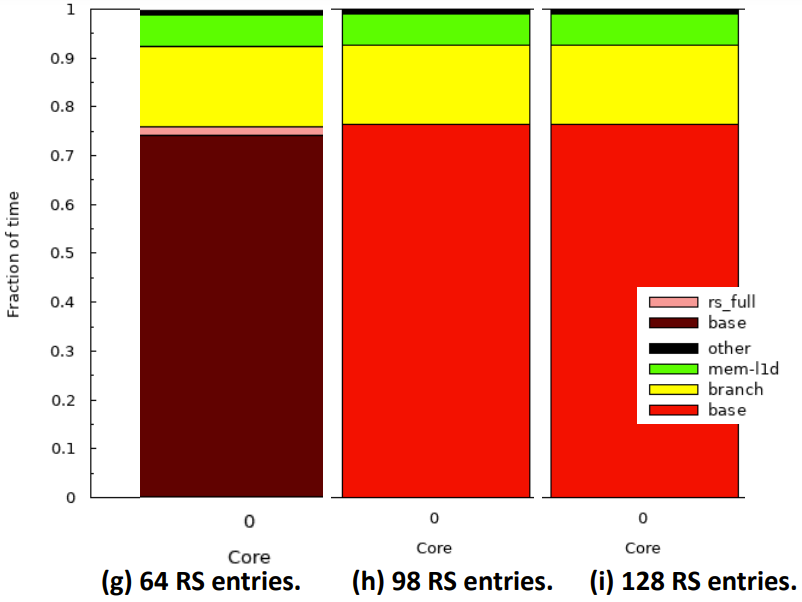 1
0.9
0.8
0.7
0.6
0.5
0.4
0.3
0.2
0.1
0
Fraction of time
rs_full
base
other
mem-l1d
branch
base
0 0 0
Core Core Core
(g) 64 RS entries. (h) 98 RS entries. (i) 128 RS entries.